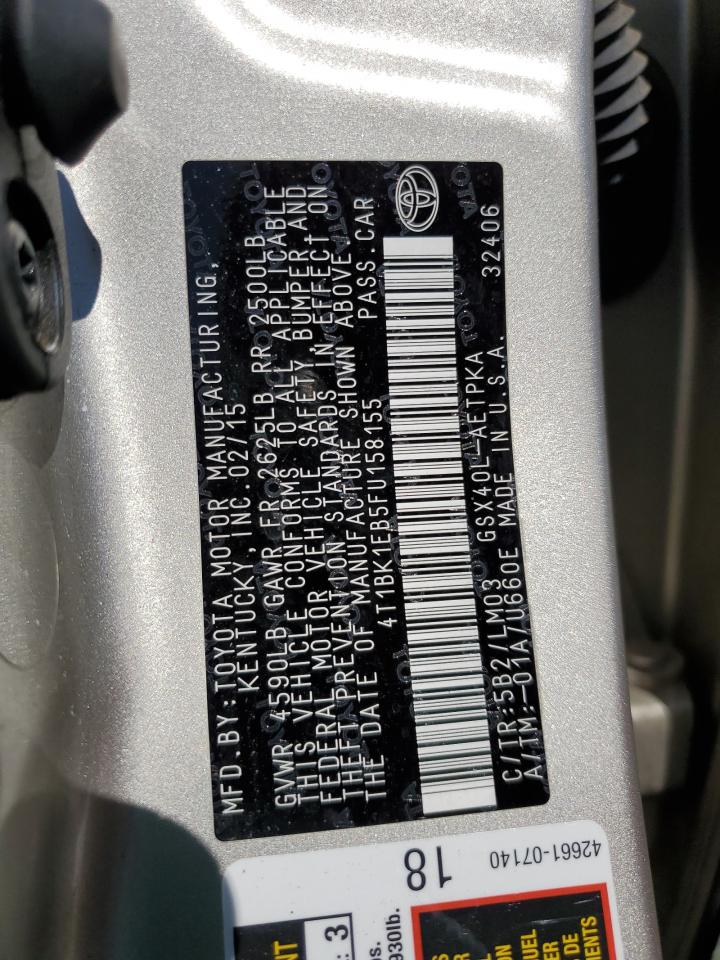 MFD.BY:TOYOTA MOTOR MANUFACTURING,
KENTUCKY INC. 02/15
GVWR 4590LB GAWR FR 2625LB RR 2500LB
THIS VEHICLE CONFORMS TO ALL APPLICABLE
FEDERAL MOTOR VEHICLE SAFETY, BUMPER, AND
THEFT PREVENTION STANDARDS IN EFFECT ON
THE DATE OF MANUFACTURE SHOWN ABOVE.
4T1BK1EB5FU158155 PASS.CAR
C/TR:5B2/LM03 GSX40L-AETPKA 32406
A/TM:-01A/U660E MADE IN U.S.A.
18
42661-07140
: 3
930lb.